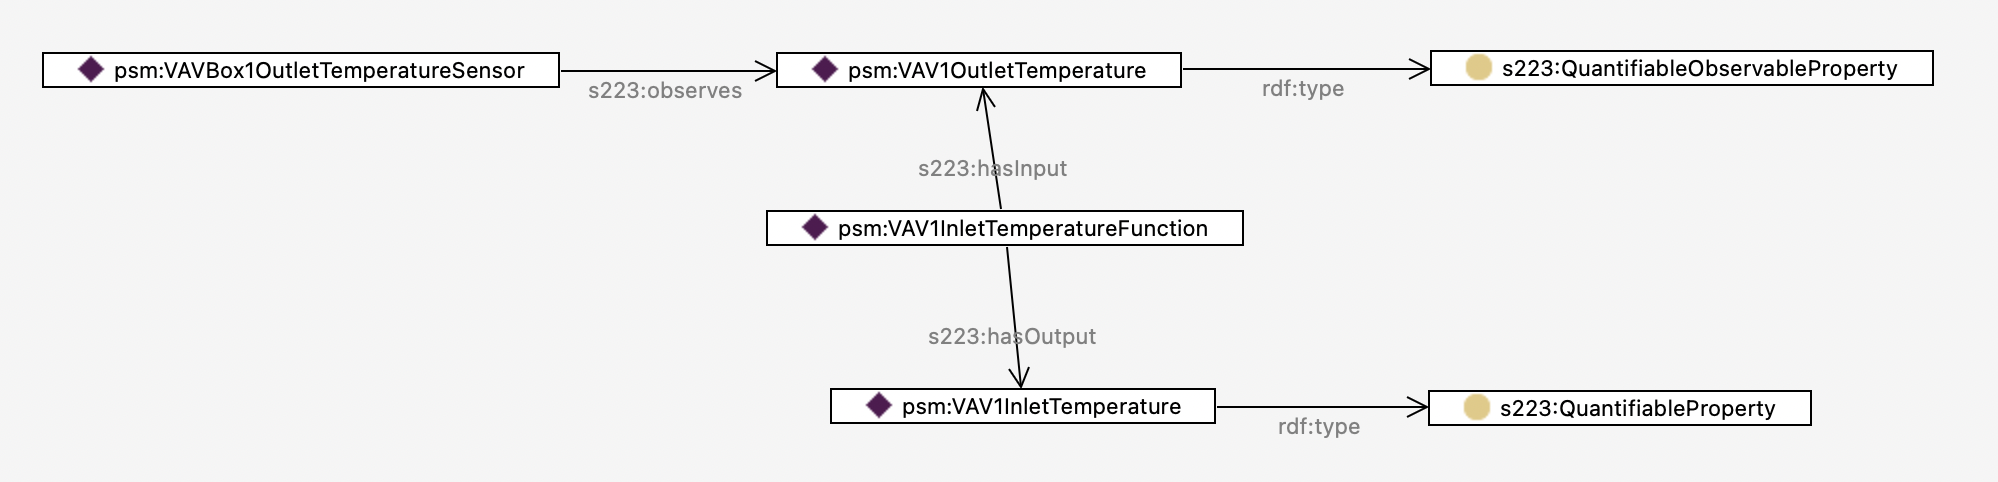 psm:VAVBox1OutletTemperatureSensor
s223:observes
psm:VAV1OutletTemperature
rdf:type
s223:QuantifiableObservableProperty
s223:hasInput
psm:VAV1InletTemperatureFunction
s223:hasOutput
psm:VAV1InletTemperature
rdf:type
s223:QuantifiableProperty